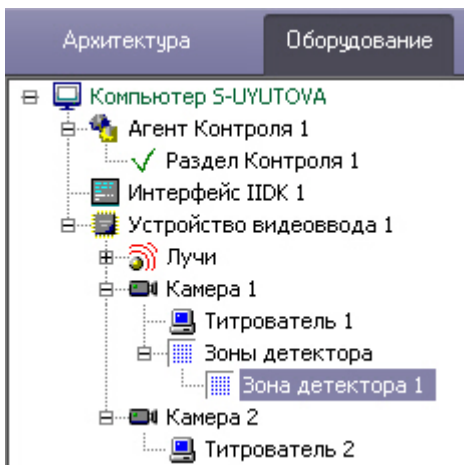 Архитектура Оборудование
Компьютер S-UYUTOVA
Агент Контроля 1
Раздел Контроля 1
Интерфейс IIDK 1
Устройство видеоввода 1
Лучи
Камера 1
Титрователь 1
Зоны детектора
Зона детектора 1
Камера 2
Титрователь 2